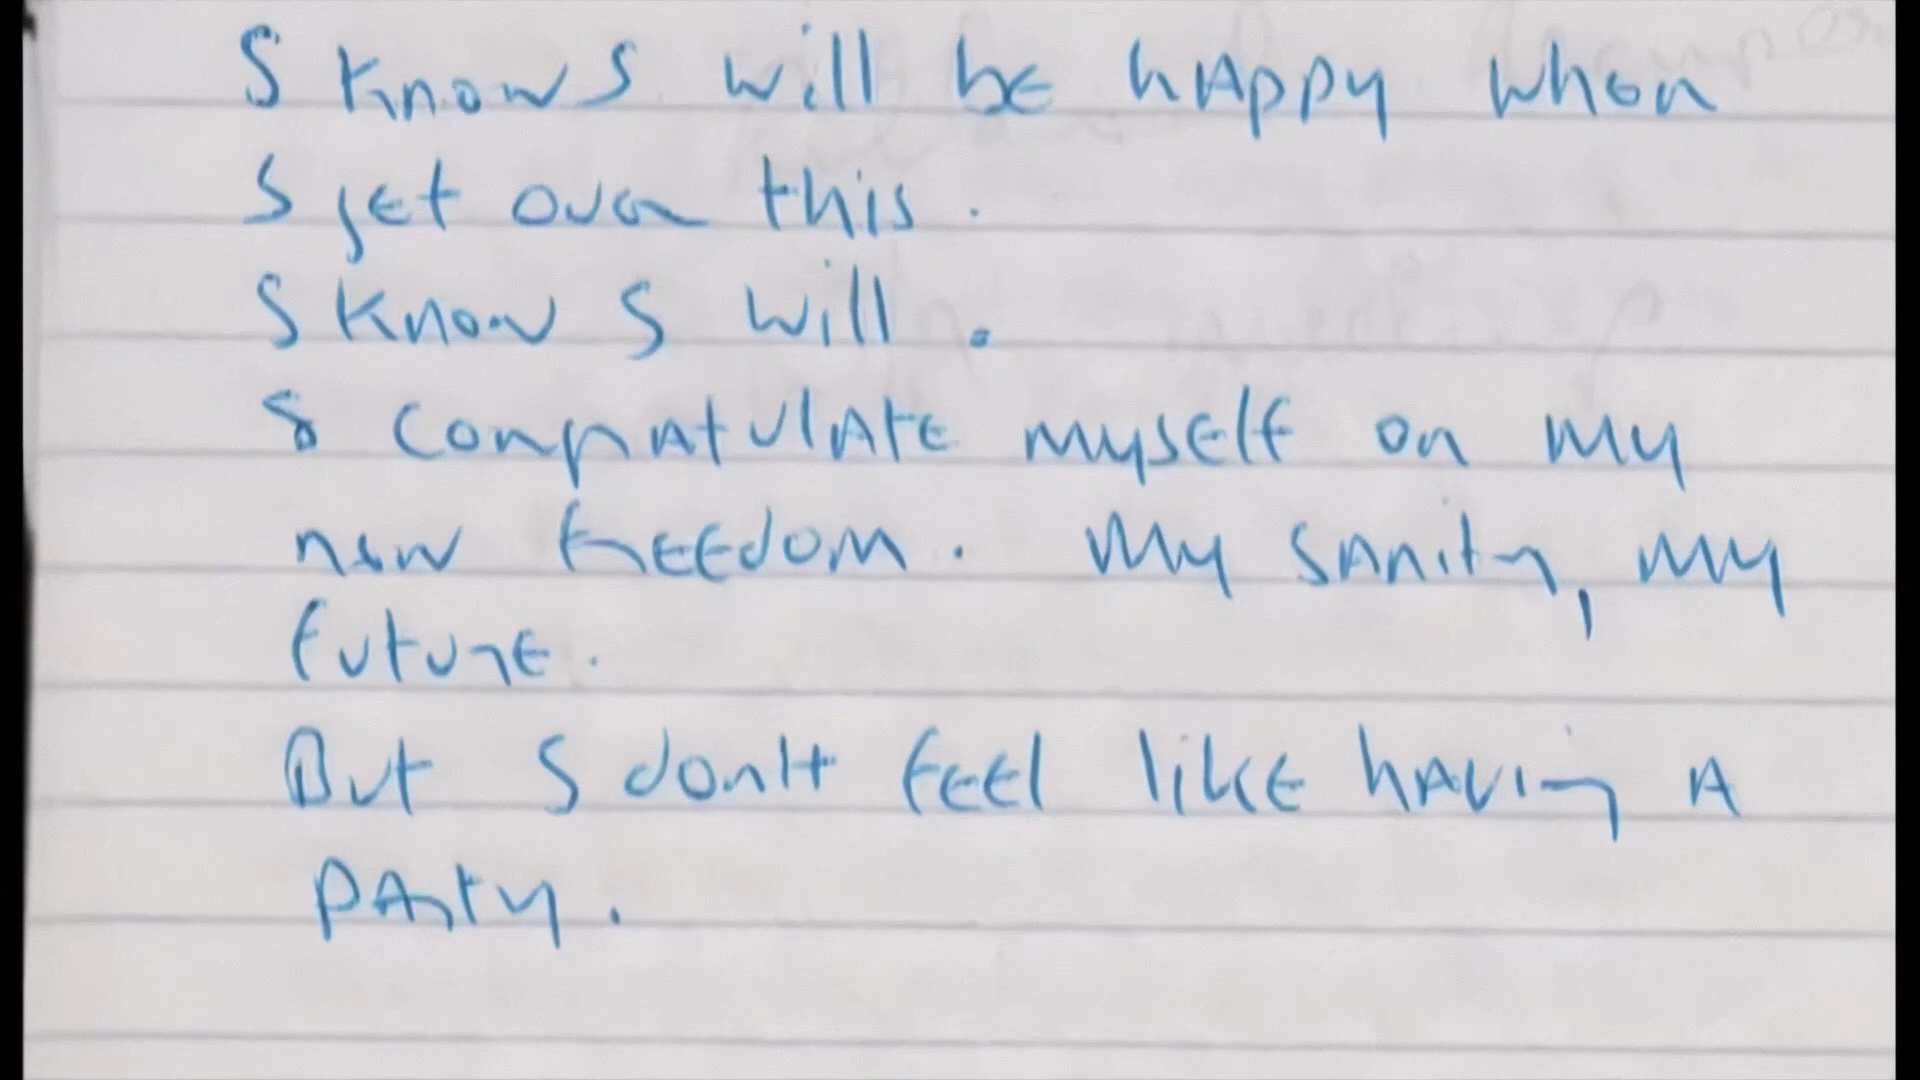 I know I will be happy when
I get over this.
I know I will.
I congratulate myself on my
new freedom. My sanity, my
future.
But I don't feel like having a
party.